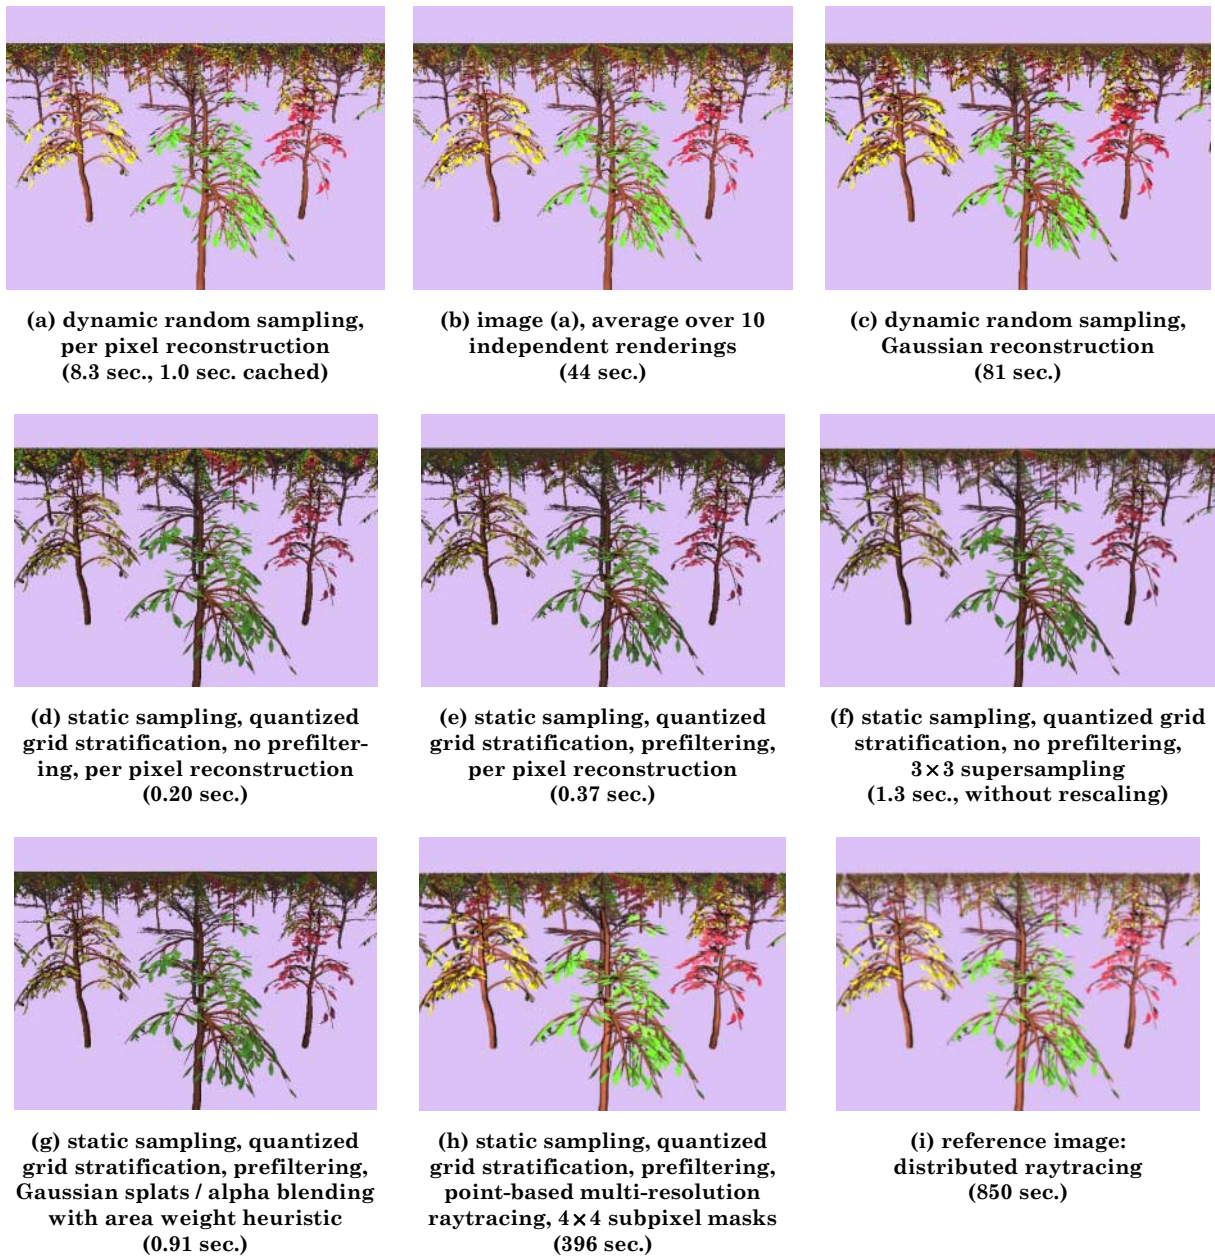 (a) dynamic random sampling,
per pixel reconstruction
(8.3 sec., 1.0 sec. cached)
(b) image (a), average over 10
independent renderings
(44 sec.)
(c) dynamic random sampling,
Gaussian reconstruction
(81 sec.)
(d) static sampling, quantized
grid stratification, no prefilter-
ing, per pixel reconstruction
(0.20 sec.)
(e) static sampling, quantized
grid stratification, prefiltering,
per pixel reconstruction
(0.37 sec.)
(f) static sampling, quantized grid
stratification, no prefiltering,
3×3 supersampling
(1.3 sec., without rescaling)
(g) static sampling, quantized
grid stratification, prefiltering,
Gaussian splats / alpha blending
with area weight heuristic
(0.91 sec.)
(h) static sampling, quantized
grid stratification, prefiltering,
point-based multi-resolution
raytracing, 4×4 subpixel masks
(396 sec.)
(i) reference image:
distributed raytracing
(850 sec.)